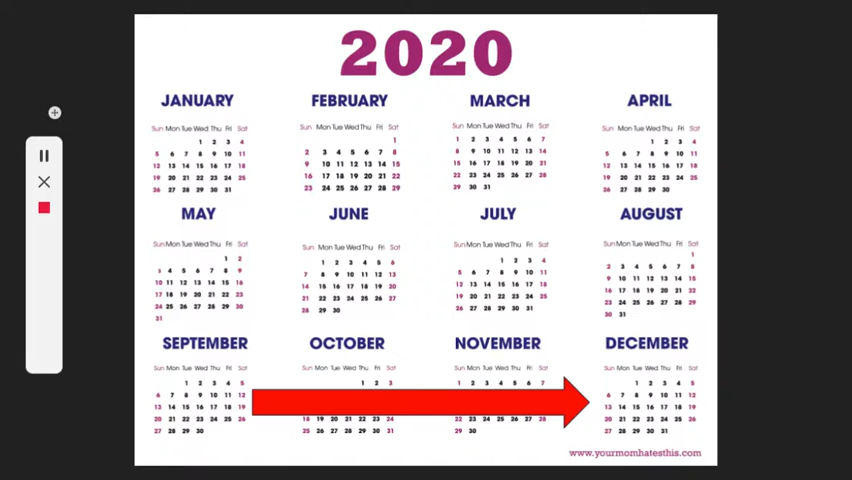 2020
JANUARY
Sun Mon Tue Wed Thu Fri Sat
1 2 3 4
5 6 7 8 9 10 11
12 13 14 15 16 17 18
19 20 21 22 23 24 25
26 27 28 29 30 31
FEBRUARY
Sun Mon Tue Wed Thu Fri Sat
1
2 3 4 5 6 7 8
9 10 11 12 13 14 15
16 17 18 19 20 21 22
23 24 25 26 27 28 29
MARCH
Sun Mon Tue Wed Thu Fri Sat
1 2 3 4 5 6 7
8 9 10 11 12 13 14
15 16 17 18 19 20 21
22 23 24 25 26 27 28
29 30 31
APRIL
Sun Mon Tue Wed Thu Fri Sat
1 2 3 4
5 6 7 8 9 10 11
12 13 14 15 16 17 18
19 20 21 22 23 24 25
26 27 28 29 30
MAY
Sun Mon Tue Wed Thu Fri Sat
1 2
3 4 5 6 7 8 9
10 11 12 13 14 15 16
17 18 19 20 21 22 23
24 25 26 27 28 29 30
31
JUNE
Sun Mon Tue Wed Thu Fri Sat
1 2 3 4 5 6
7 8 9 10 11 12 13
14 15 16 17 18 19 20
21 22 23 24 25 26 27
28 29 30
JULY
Sun Mon Tue Wed Thu Fri Sat
1 2 3 4
5 6 7 8 9 10 11
12 13 14 15 16 17 18
19 20 21 22 23 24 25
26 27 28 29 30 31
AUGUST
Sun Mon Tue Wed Thu Fri Sat
1
2 3 4 5 6 7 8
9 10 11 12 13 14 15
16 17 18 19 20 21 22
23 24 25 26 27 28 29
30 31
SEPTEMBER
Sun Mon Tue Wed Thu Fri Sat
1 2 3 4 5
6 7 8 9 10 11 12
13 14 15 16 17 18 19
20 21 22 23 24 25 26
27 28 29 30
OCTOBER
Sun Mon Tue Wed Thu Fri Sat
1 2 3
18 19 20 21 22 23 24
25 26 27 28 29 30 31
NOVEMBER
Sun Mon Tue Wed Thu Fri Sat
1 2 3 4 5 6 7
22 23 24 25 26 27 28
29 30
DECEMBER
Sun Mon Tue Wed Thu Fri Sat
1 2 3 4 5
6 7 8 9 10 11 12
13 14 15 16 17 18 19
20 21 22 23 24 25 26
27 28 29 30 31
www.yourmomhatesthis.com